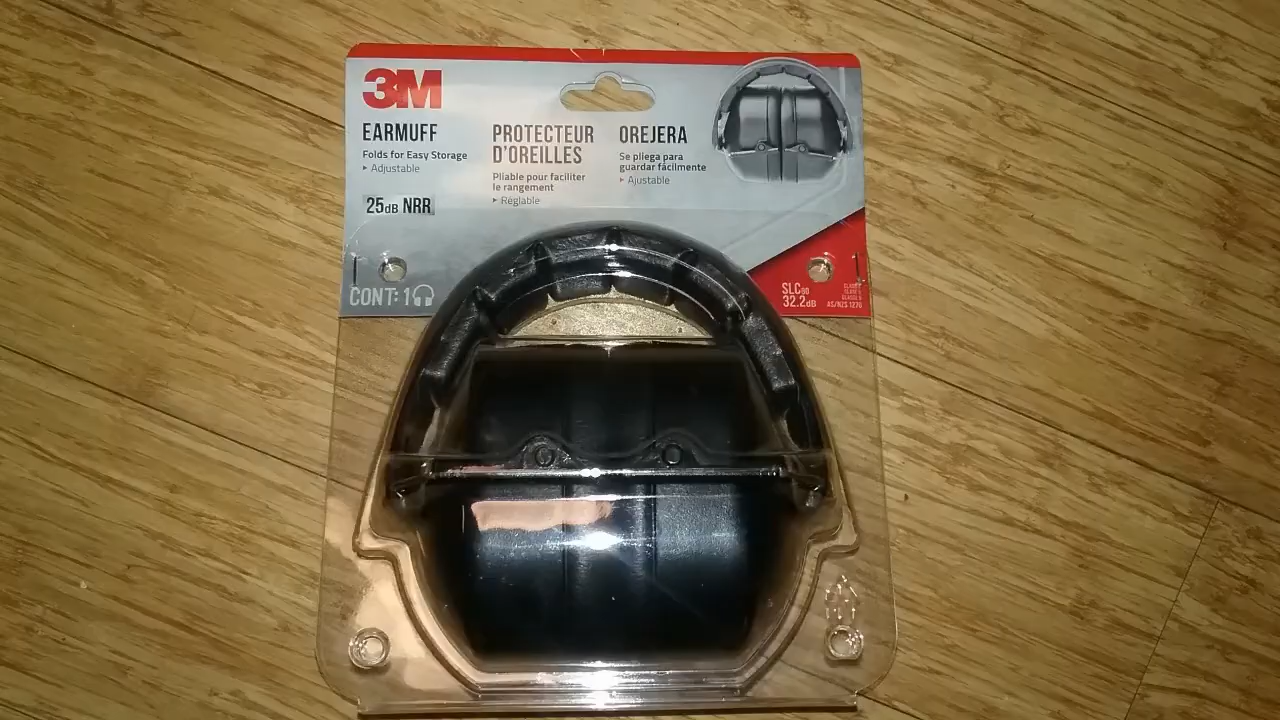 3M
EARMUFF
Folds for Easy Storage
▸ Adjustable
25dB NRR
PROTECTEUR
D'OREILLES
Pliable pour faciliter
le rangement
▸ Réglable
OREJERA
Se pliega para
guardar fácilmente
▸ Ajustable
CONT: 1
SLC80
32.2dB
AS/NZS 1270